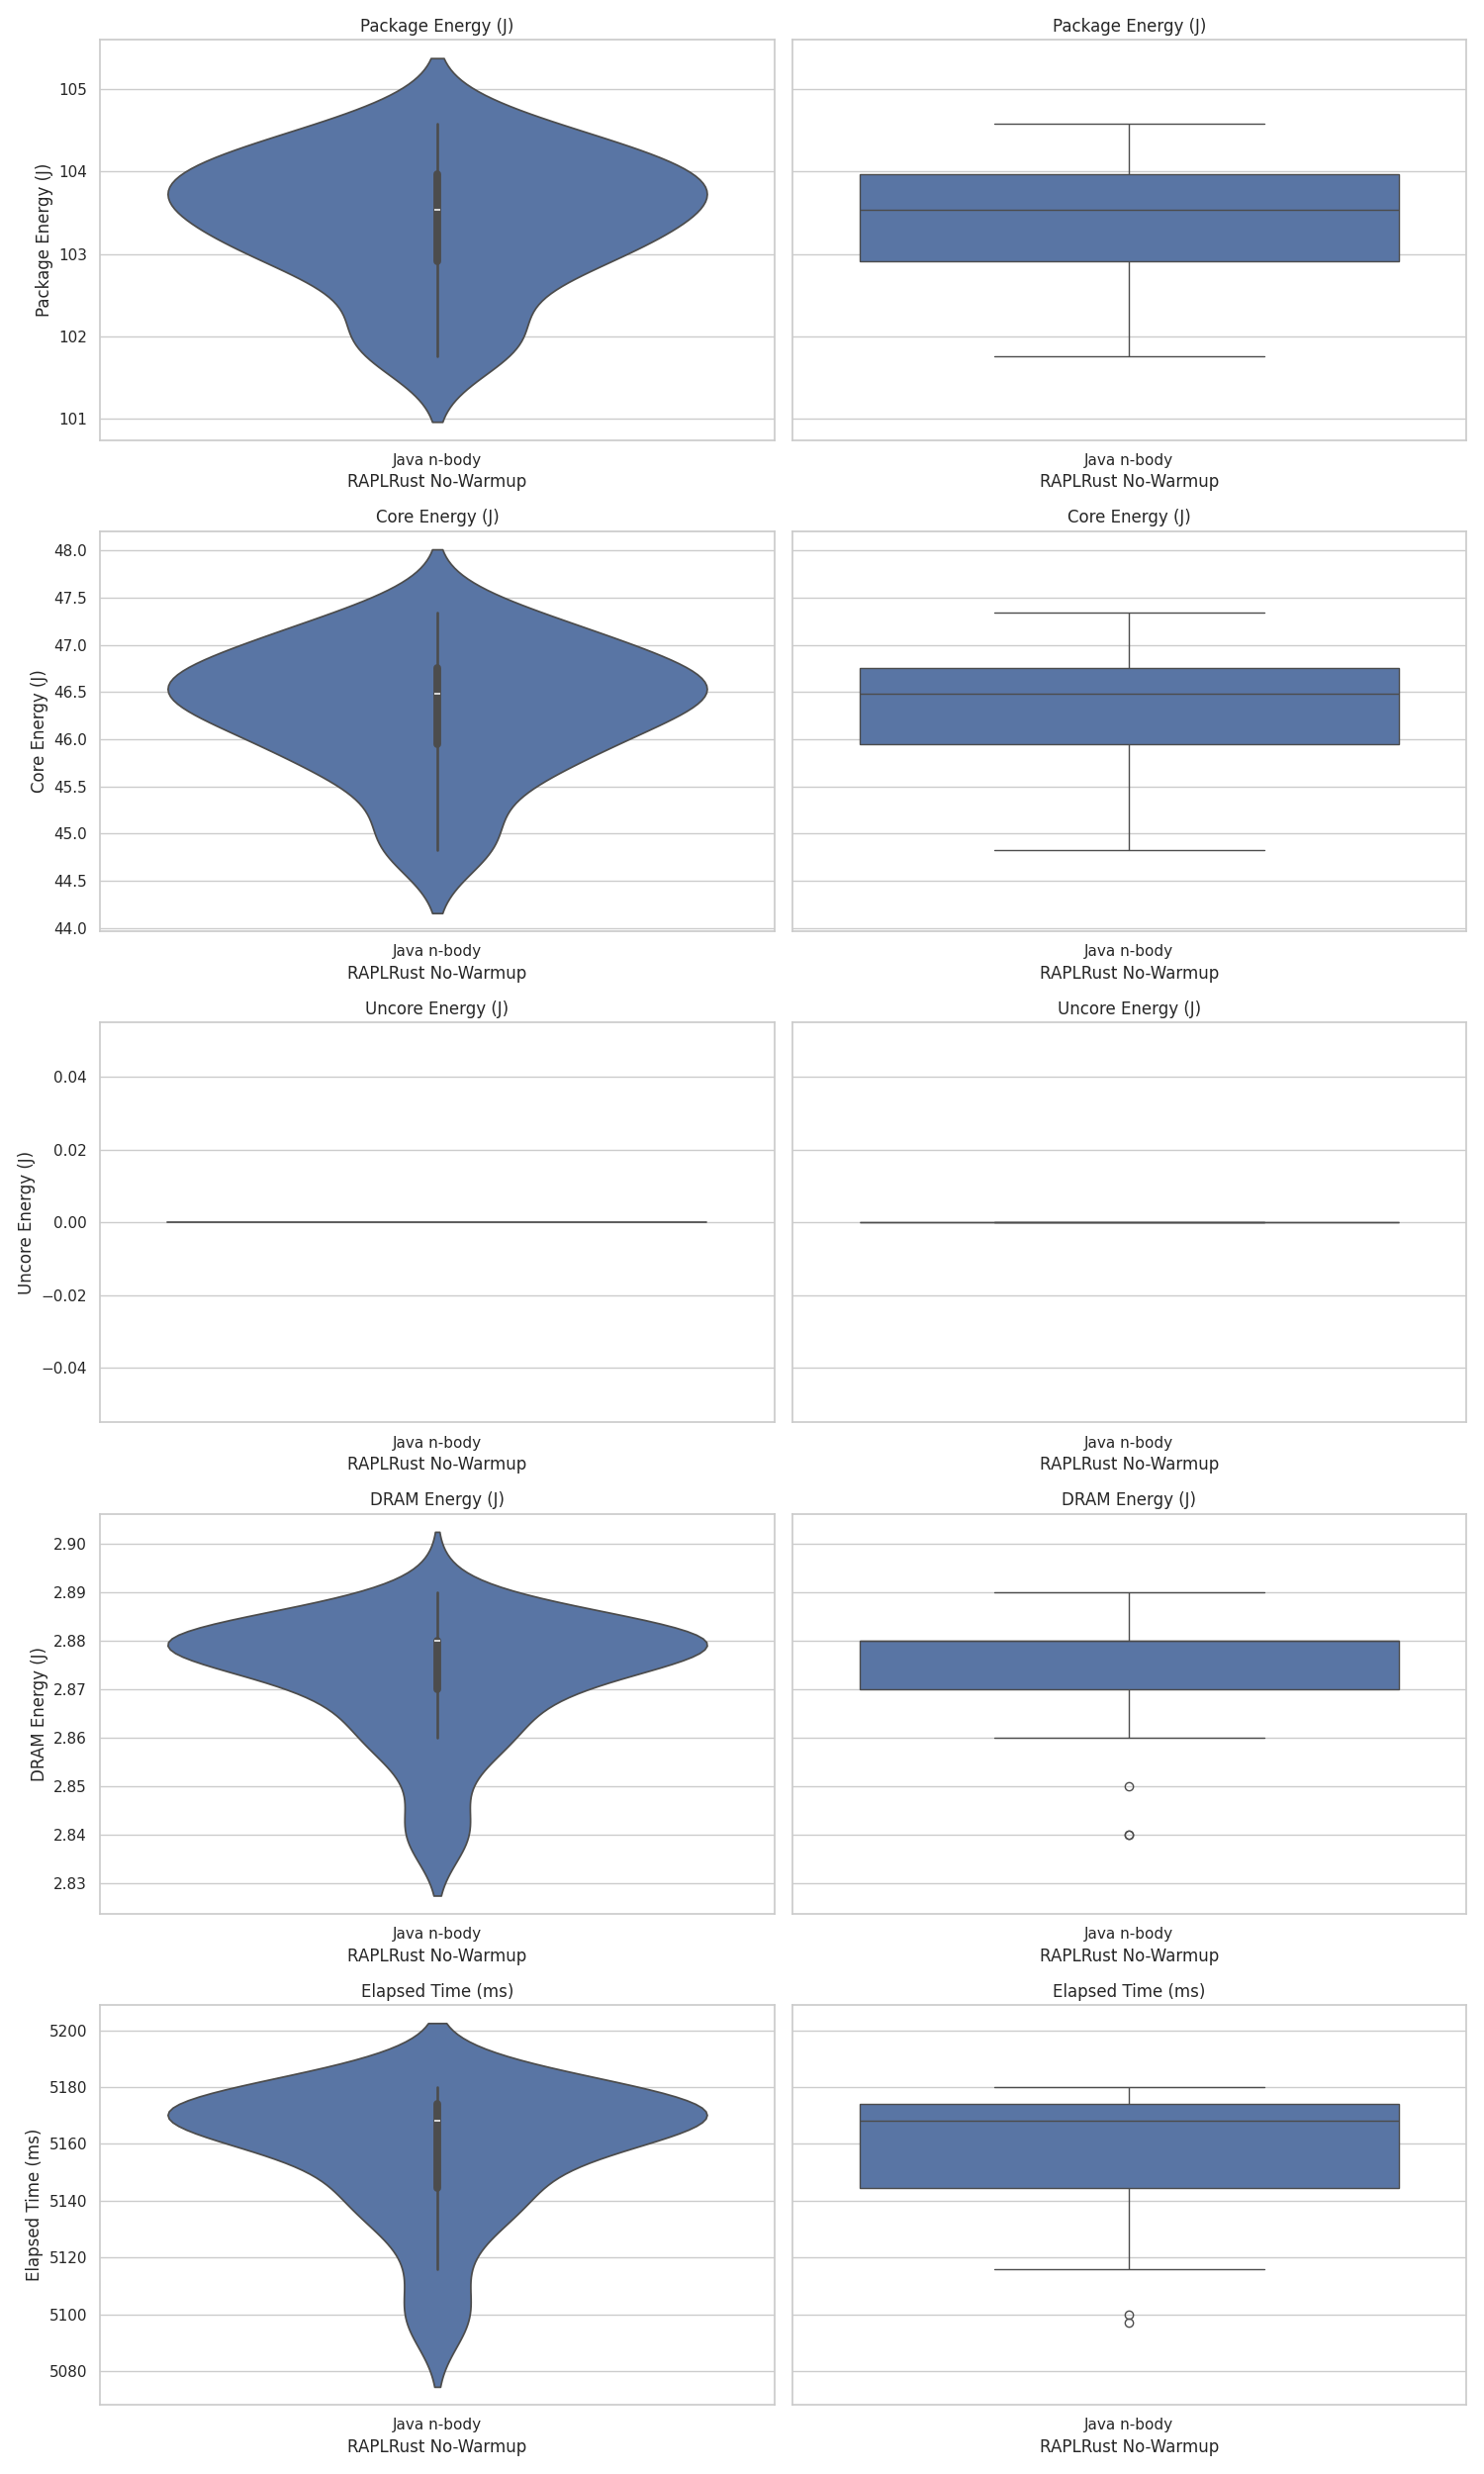 Package Energy (J)
Package Energy (J)
Package Energy (J)
105
104
103
102
101
Java n-body
RAPLRust No-Warmup
Java n-body
RAPLRust No-Warmup
Core Energy (J)
Core Energy (J)
Core Energy (J)
48.0
47.5
47.0
46.5
46.0
45.5
45.0
44.5
44.0
Java n-body
RAPLRust No-Warmup
Java n-body
RAPLRust No-Warmup
Uncore Energy (J)
Uncore Energy (J)
Uncore Energy (J)
0.04
0.02
0.00
−0.02
−0.04
Java n-body
RAPLRust No-Warmup
Java n-body
RAPLRust No-Warmup
DRAM Energy (J)
DRAM Energy (J)
DRAM Energy (J)
2.90
2.89
2.88
2.87
2.86
2.85
2.84
2.83
Java n-body
RAPLRust No-Warmup
Java n-body
RAPLRust No-Warmup
Elapsed Time (ms)
Elapsed Time (ms)
Elapsed Time (ms)
5200
5180
5160
5140
5120
5100
5080
Java n-body
RAPLRust No-Warmup
Java n-body
RAPLRust No-Warmup